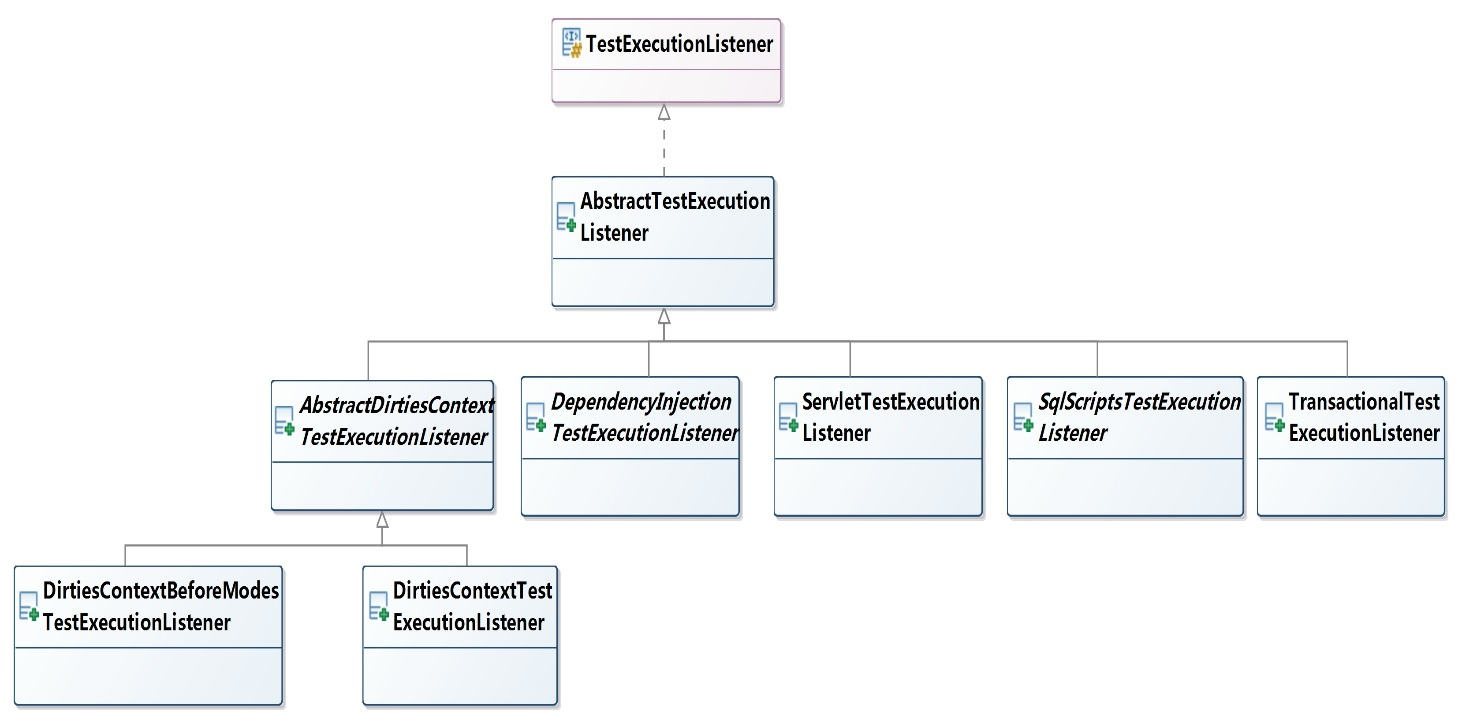 TestExecutionListener
AbstractTestExecution
Listener
AbstractDirtiesContext
TestExecutionListener
DependencyInjection
TestExecutionListener
ServletTestExecution
Listener
SqlScriptsTestExecution
Listener
TransactionalTest
ExecutionListener
DirtiesContextBeforeModes
TestExecutionListener
DirtiesContextTest
ExecutionListener